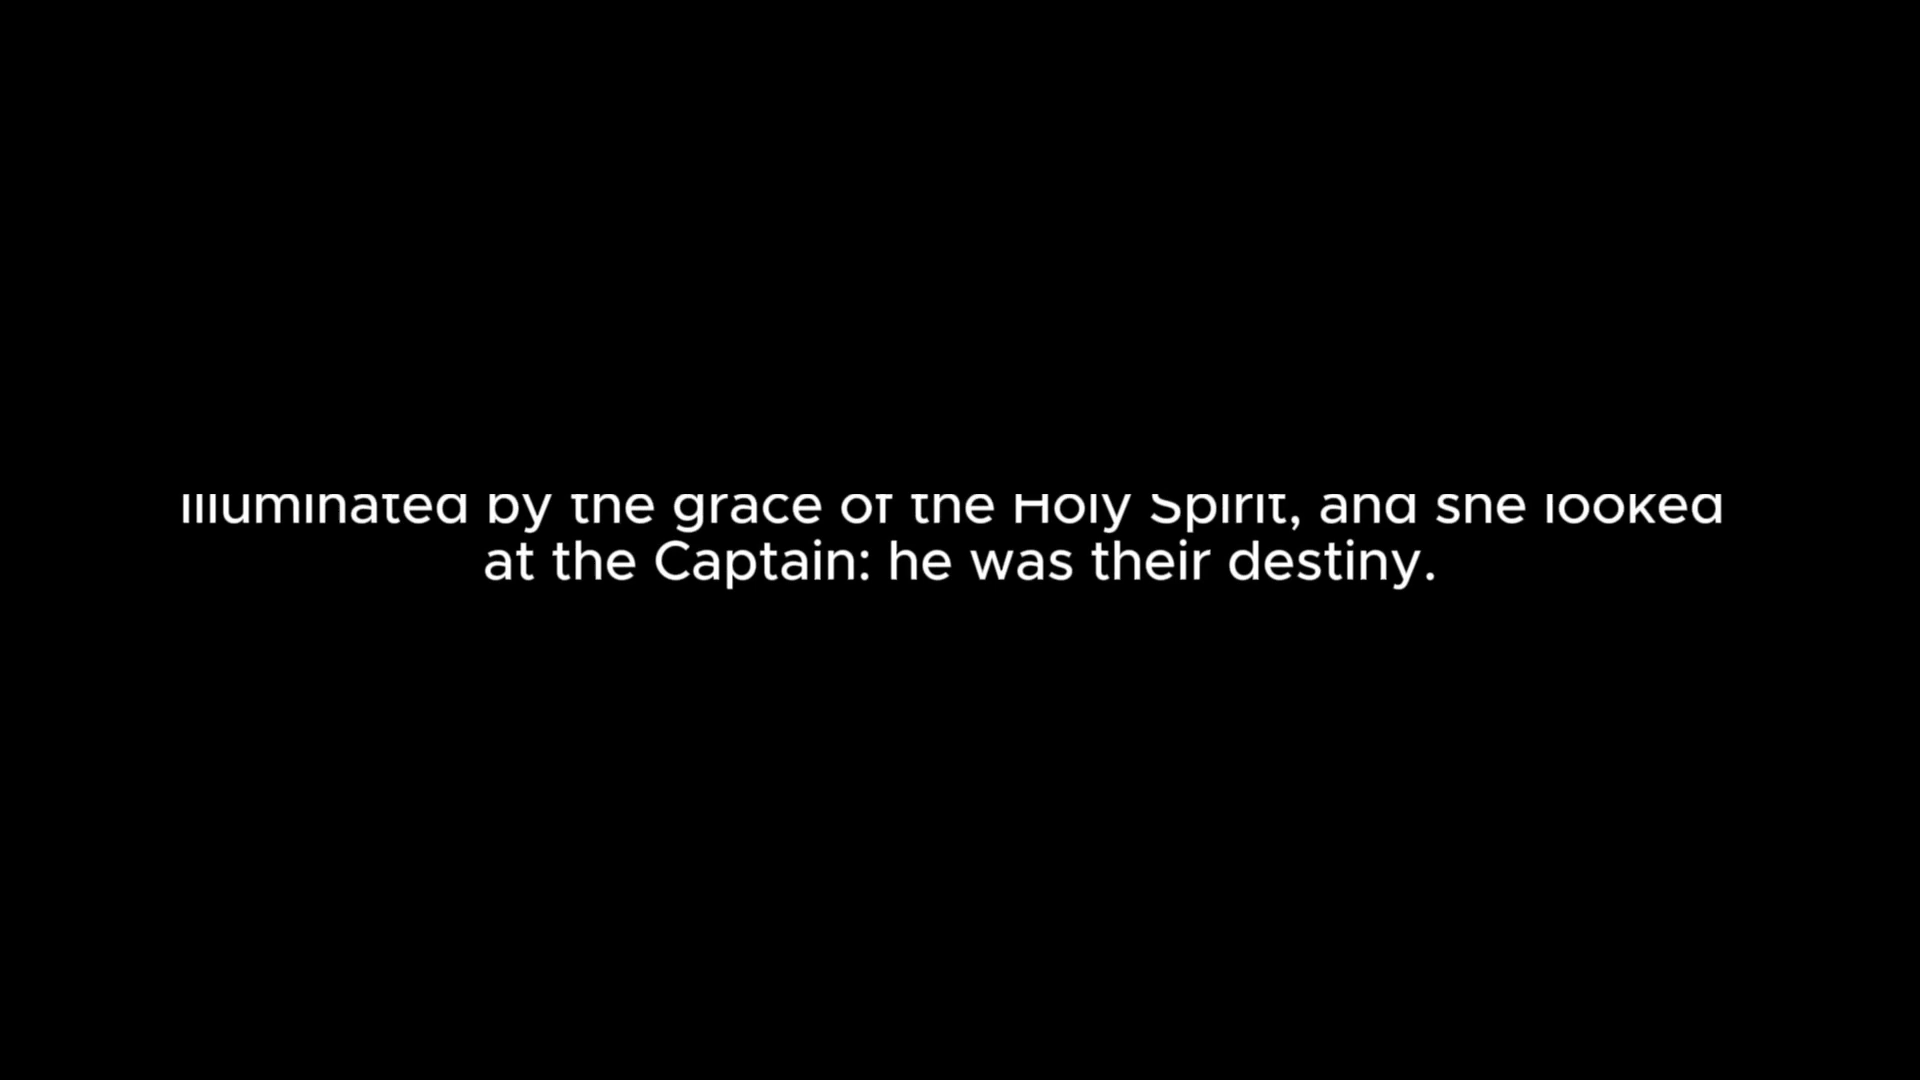 illuminated by the grace of the Holy Spirit, and she looked
at the Captain: he was their destiny.